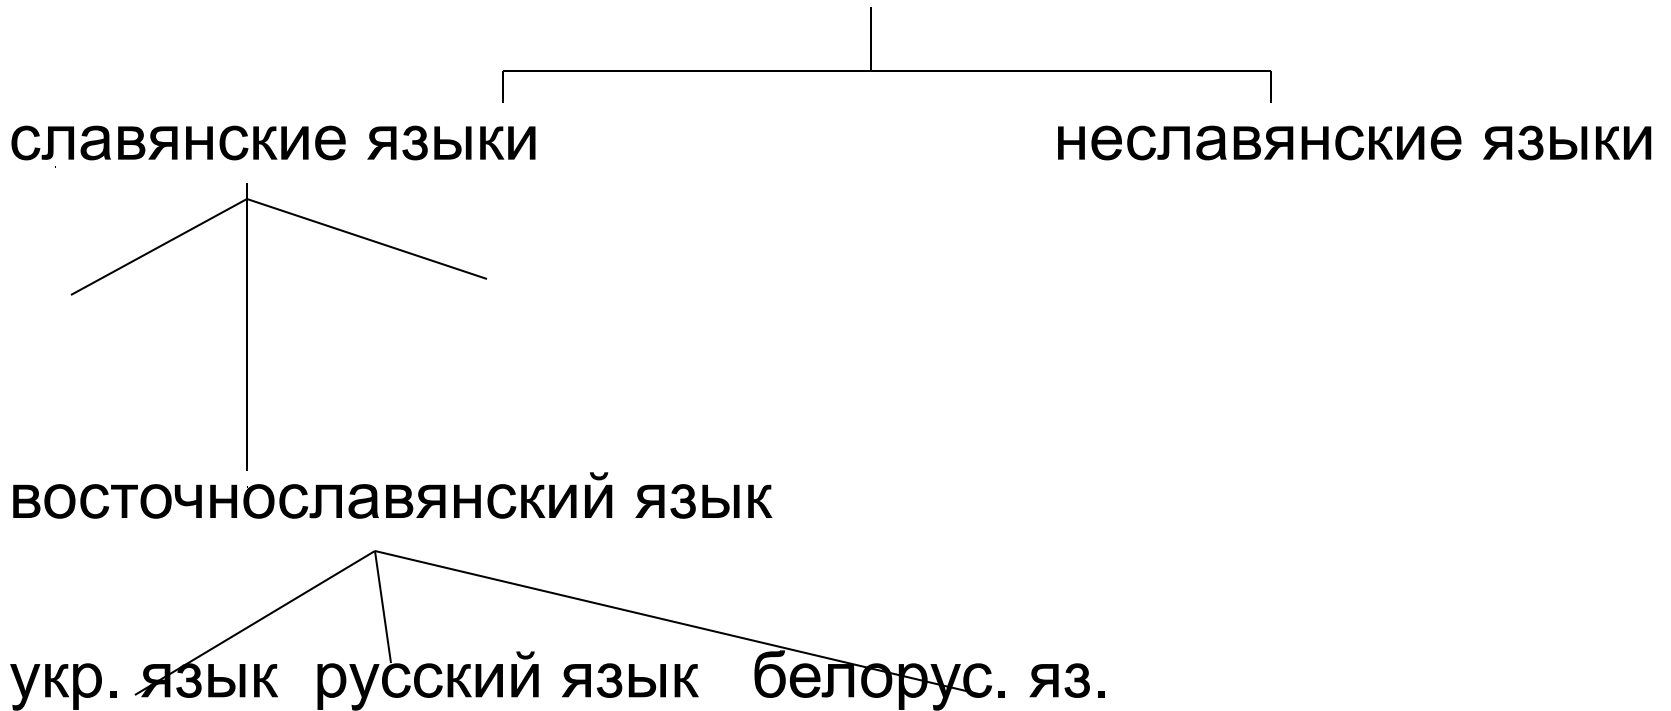 славянские языки неславянские языки
восточнославянский язык
укр. язык русский язык белорус. яз.